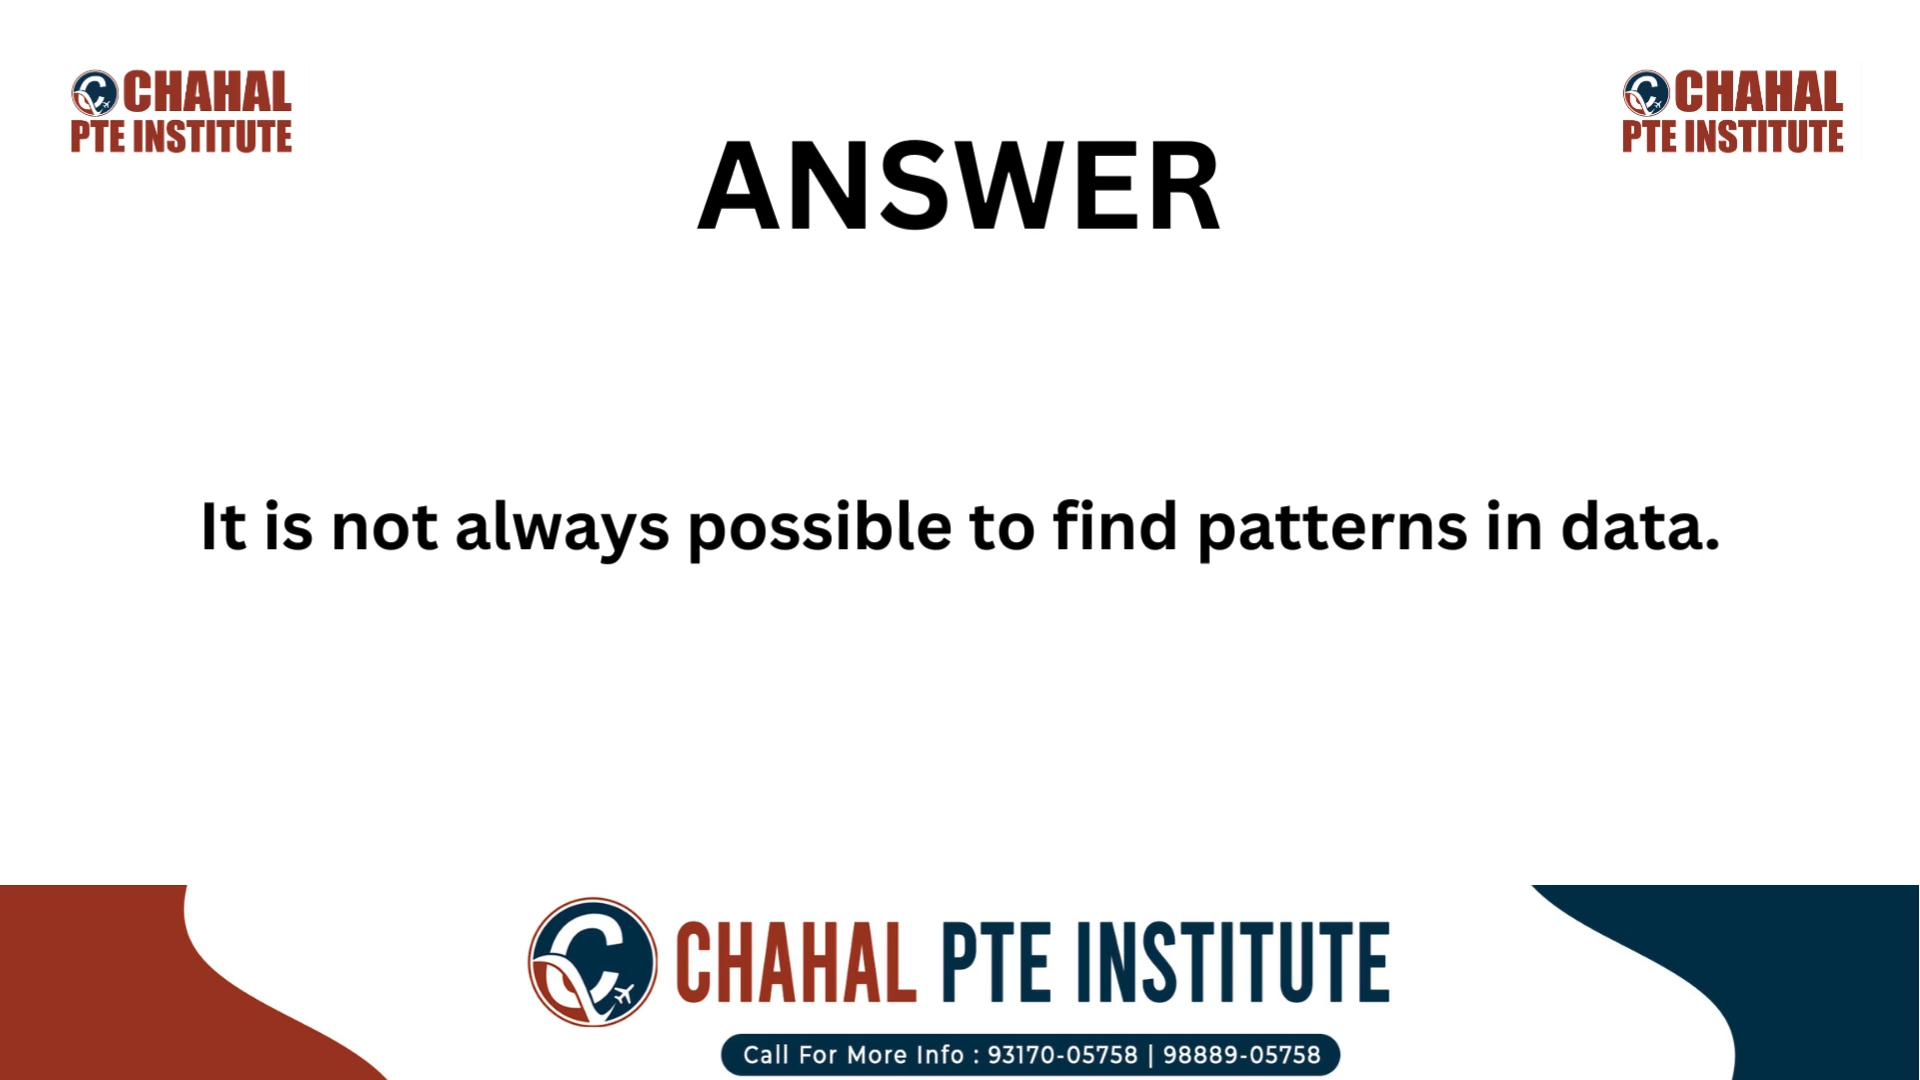 CHAHAL
PTE INSTITUTE
CHAHAL
PTE INSTITUTE
ANSWER
It is not always possible to find patterns in data.
CHAHAL PTE INSTITUTE
Call For More Info : 93170-05758 | 98889-05758